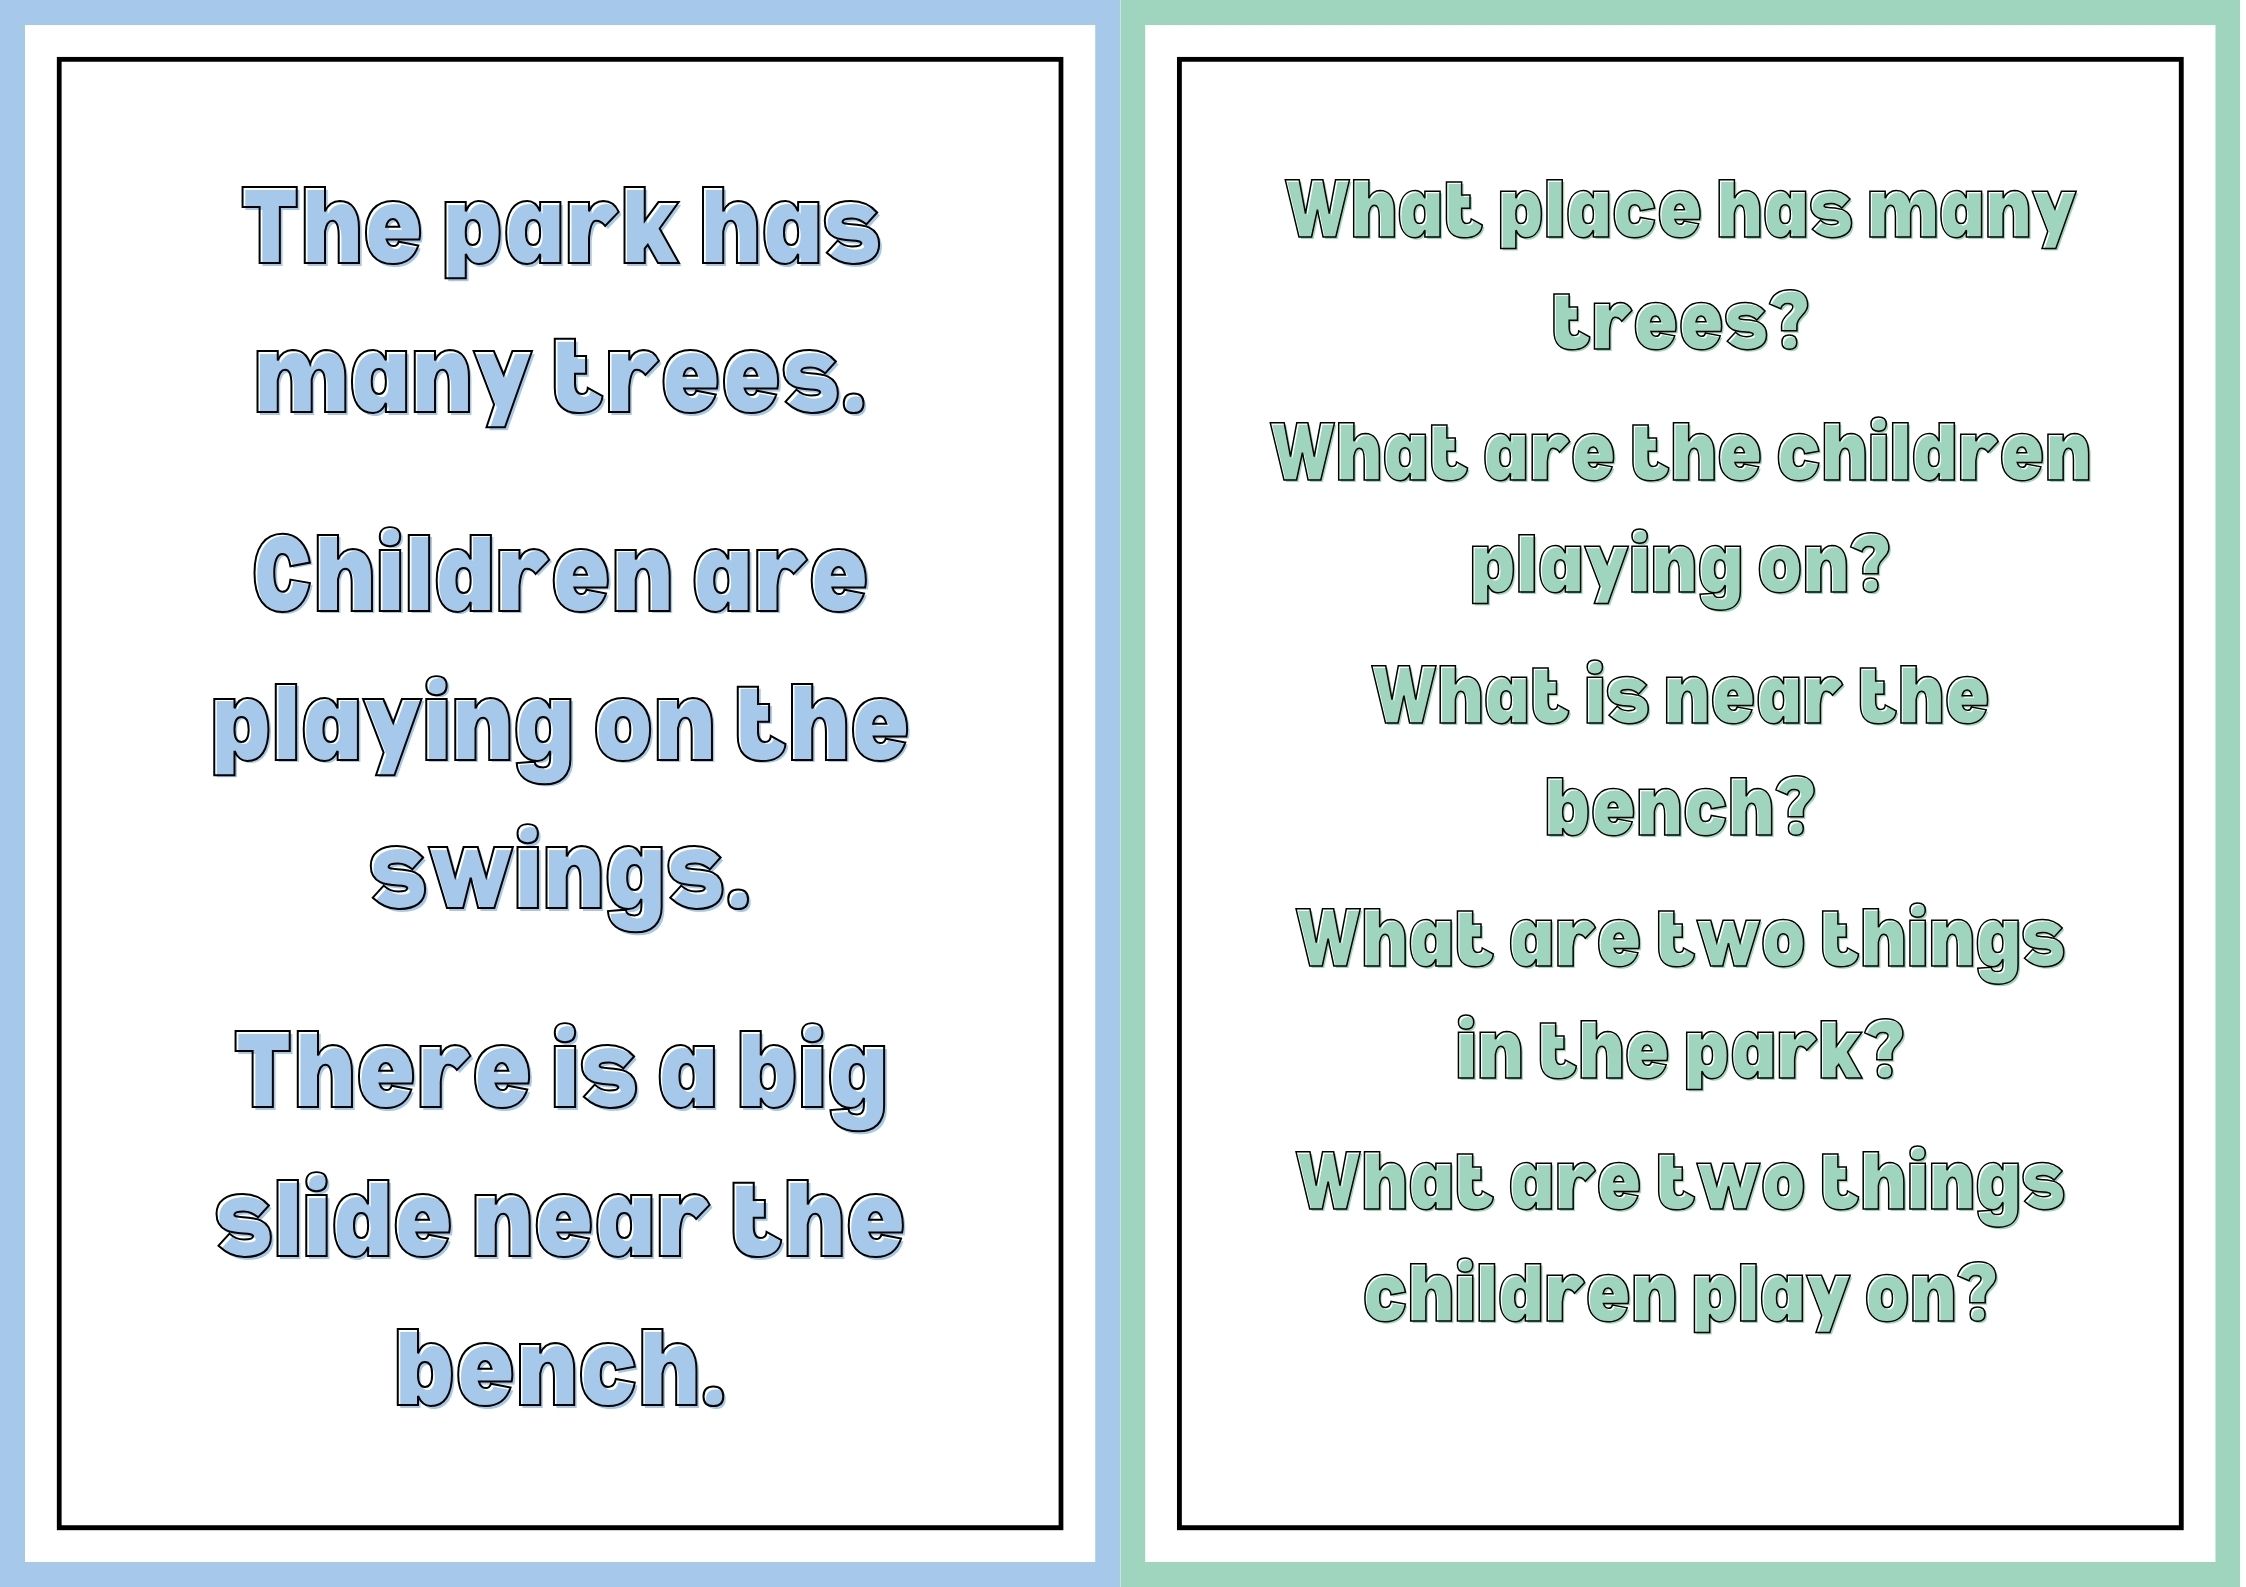 The park has
many trees.
Children are
playing on the
swings.
There is a big
slide near the
bench.
What place has many
trees?
What are the children
playing on?
What is near the
bench?
What are two things
in the park?
What are two things
children play on?